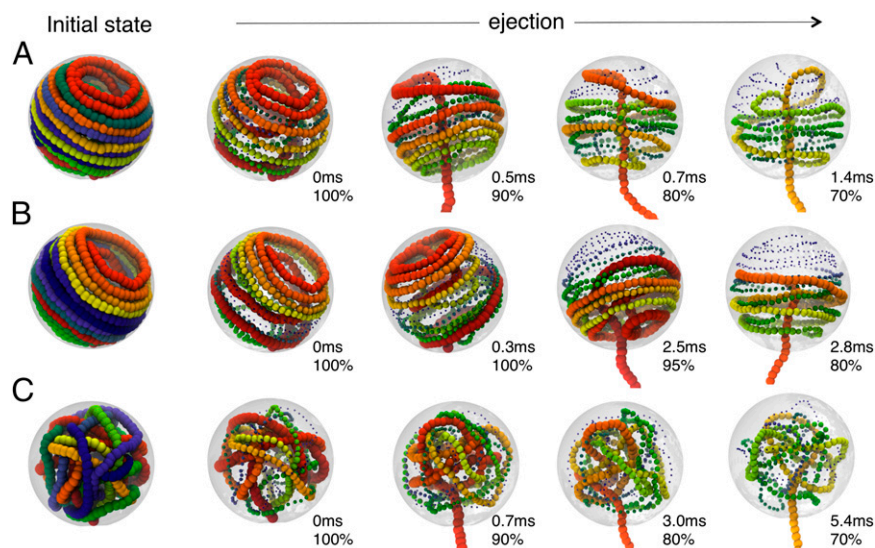 Initial state
ejection
A
0ms
100%
0.5ms
90%
0.7ms
80%
1.4ms
70%
B
0ms
100%
0.3ms
100%
2.5ms
95%
2.8ms
80%
C
0ms
100%
0.7ms
90%
3.0ms
80%
5.4ms
70%